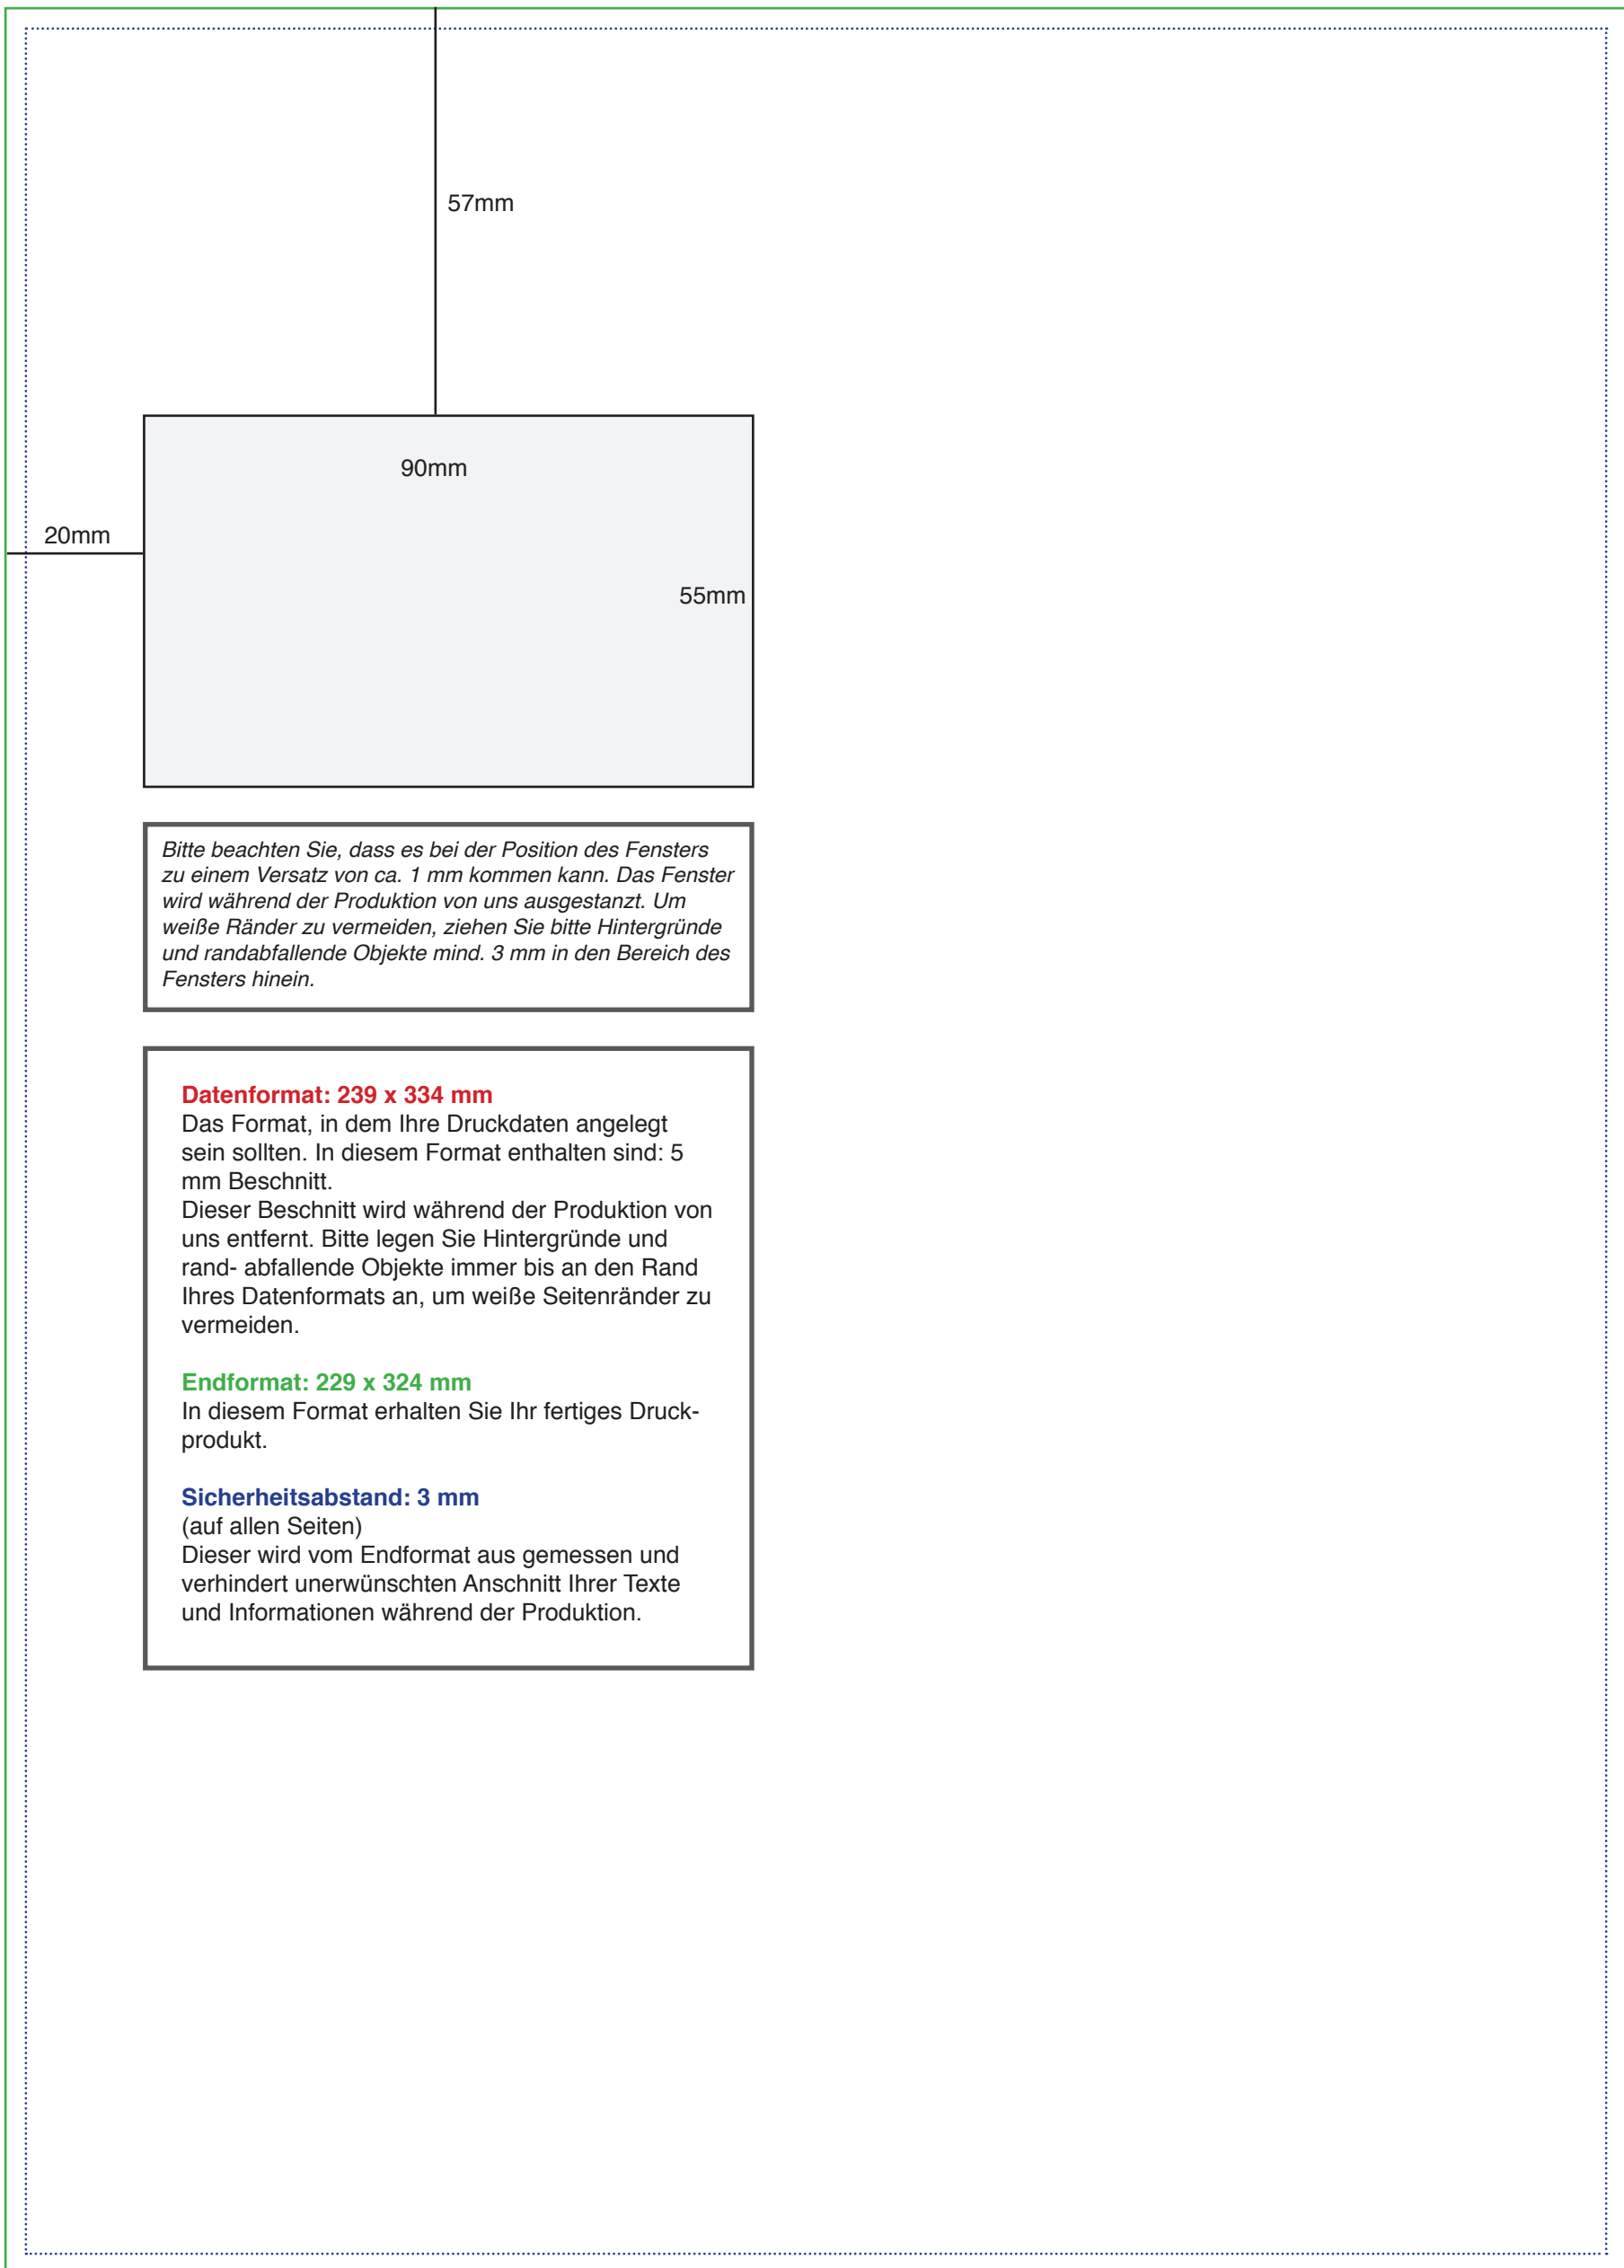 57mm
90mm
20mm
55mm
Bitte beachten Sie, dass es bei der Position des Fensters
zu einem Versatz von ca. 1 mm kommen kann. Das Fenster
wird während der Produktion von uns ausgestanzt. Um
weiße Ränder zu vermeiden, ziehen Sie bitte Hintergründe
und randabfallende Objekte mind. 3 mm in den Bereich des
Fensters hinein.
Datenformat: 239 x 334 mm
Das Format, in dem Ihre Druckdaten angelegt
sein sollten. In diesem Format enthalten sind: 5
mm Beschnitt.
Dieser Beschnitt wird während der Produktion von
uns entfernt. Bitte legen Sie Hintergründe und
rand- abfallende Objekte immer bis an den Rand
Ihres Datenformats an, um weiße Seitenränder zu
vermeiden.
Endformat: 229 x 324 mm
In diesem Format erhalten Sie Ihr fertiges Druck-
produkt.
Sicherheitsabstand: 3 mm
(auf allen Seiten)
Dieser wird vom Endformat aus gemessen und
verhindert unerwünschten Anschnitt Ihrer Texte
und Informationen während der Produktion.